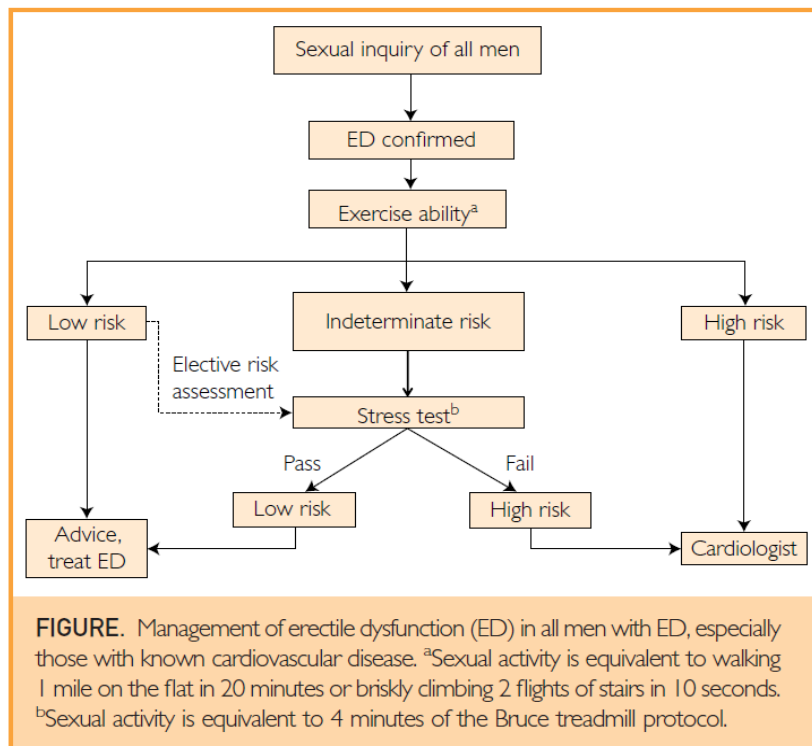 Sexual inquiry of all men
ED confirmed
Exercise abilityᵃ
Low risk
Indeterminate risk
High risk
Elective risk
assessment
Stress testᵇ
Pass
Fail
Low risk
High risk
Advice,
treat ED
Cardiologist
FIGURE. Management of erectile dysfunction (ED) in all men with ED, especially
those with known cardiovascular disease. ᵃSexual activity is equivalent to walking
1 mile on the flat in 20 minutes or briskly climbing 2 flights of stairs in 10 seconds.
ᵇSexual activity is equivalent to 4 minutes of the Bruce treadmill protocol.